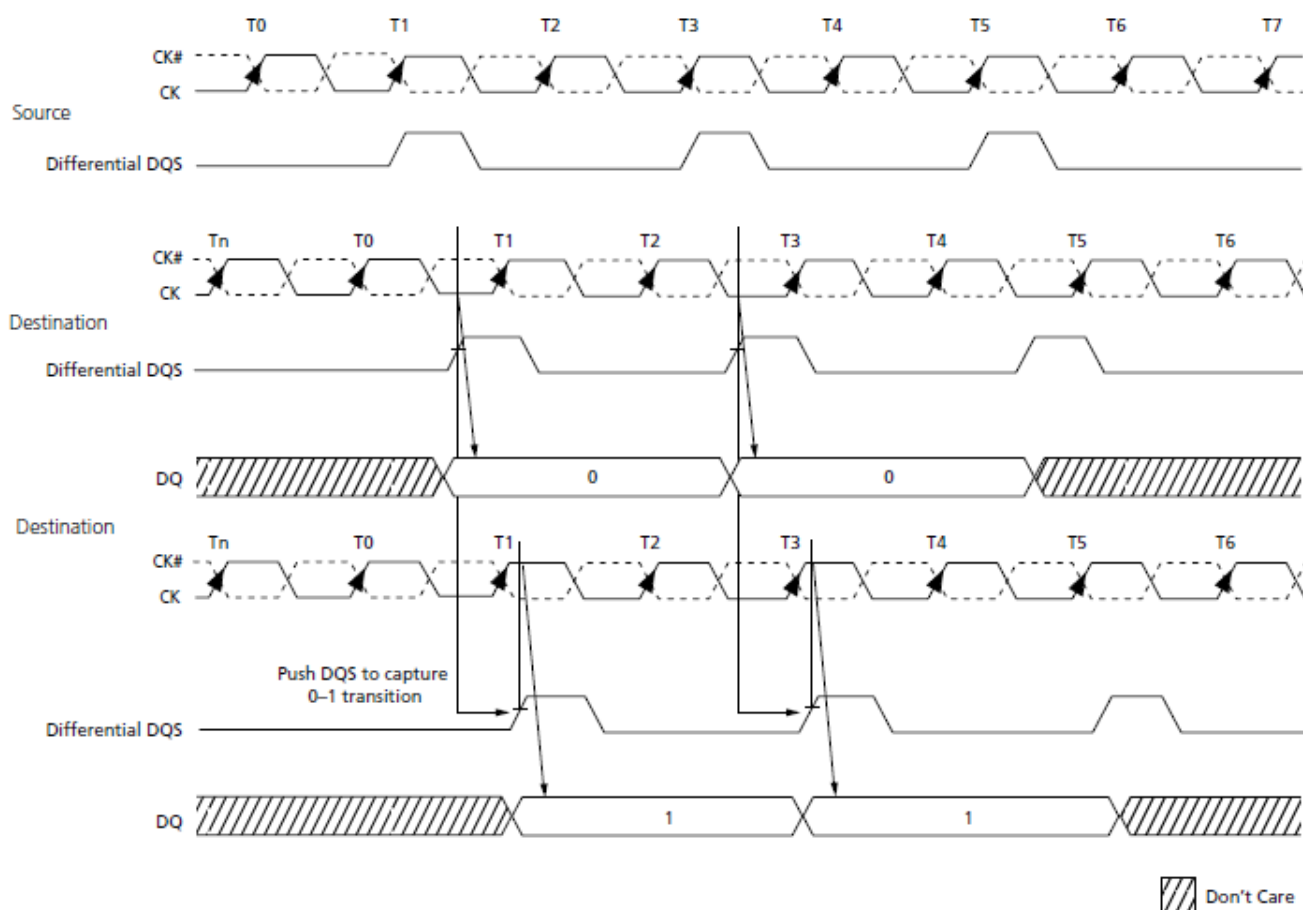 T0 T1 T2 T3 T4 T5 T6 T7
CK#
CK
Source
Differential DQS
Tn T0 T1 T2 T3 T4 T5 T6
CK#
CK
Destination
Differential DQS
DQ 0 0
Destination
Tn T0 T1 T2 T3 T4 T5 T6
CK#
CK
Push DQS to capture
0–1 transition
Differential DQS
DQ 1 1
Don't Care